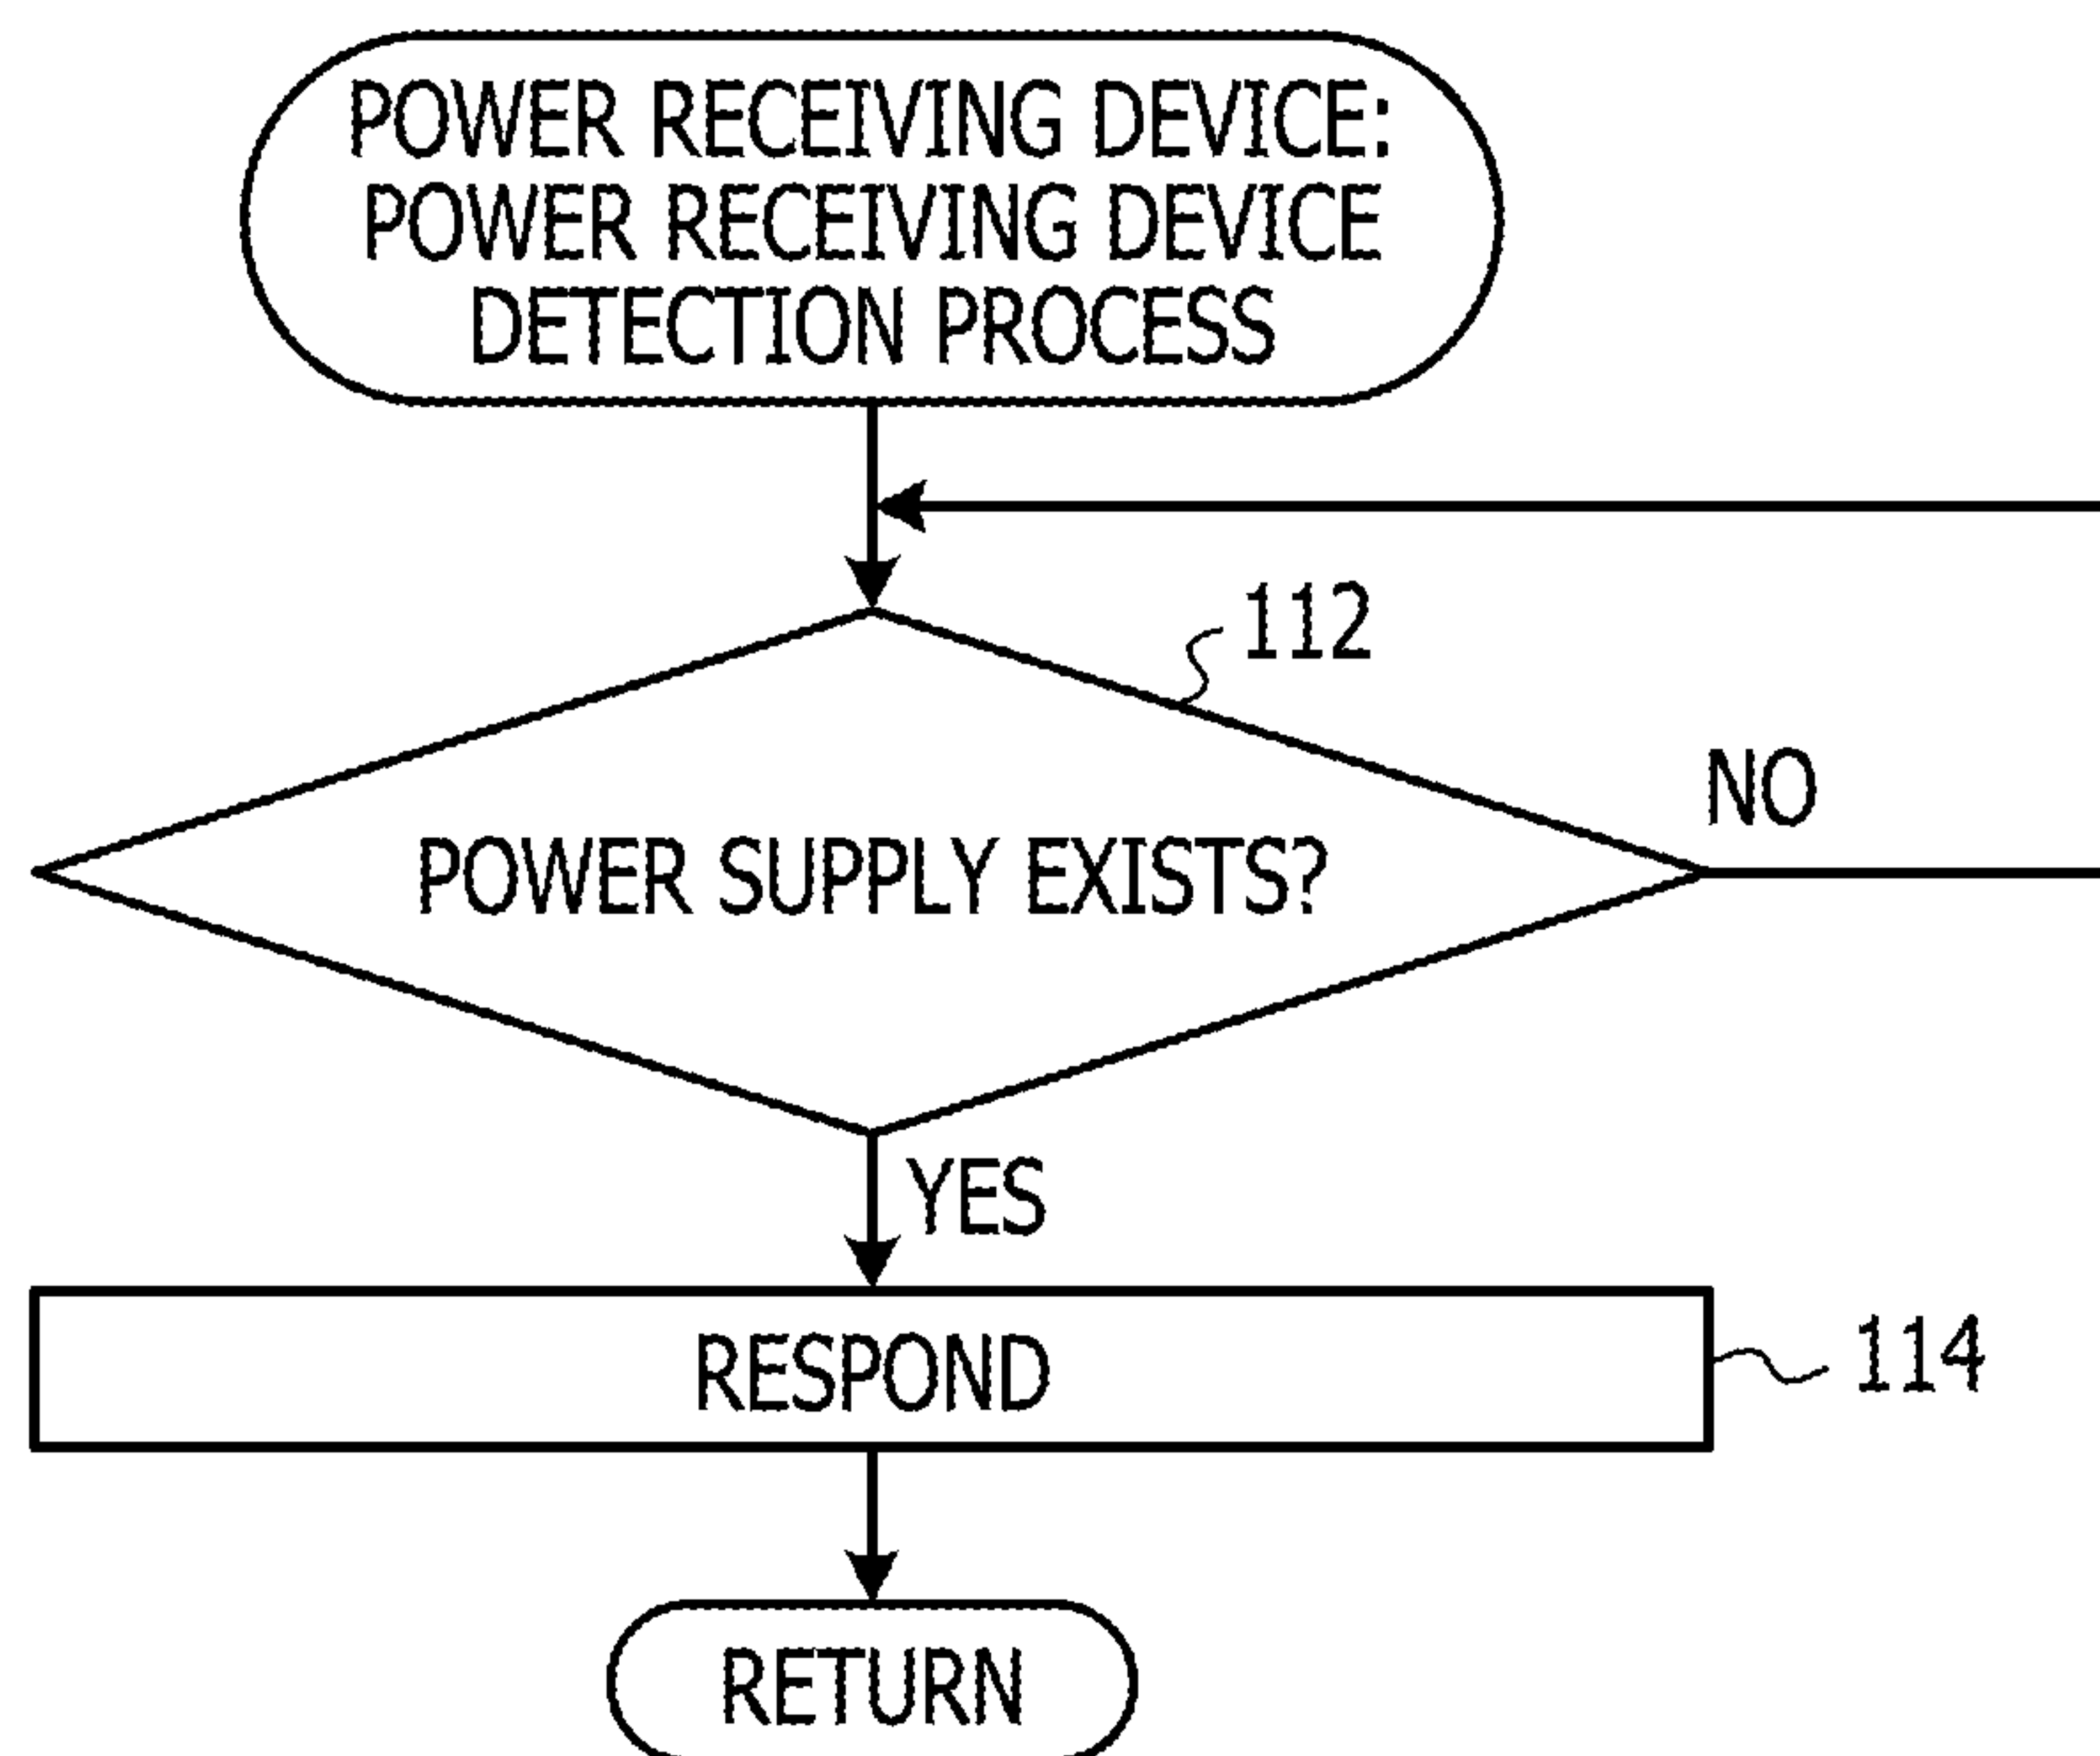 POWER RECEIVING DEVICE:
POWER RECEIVING DEVICE
DETECTION PROCESS
112
NO
POWER SUPPLY EXISTS?
YES
RESPOND
114
RETURN